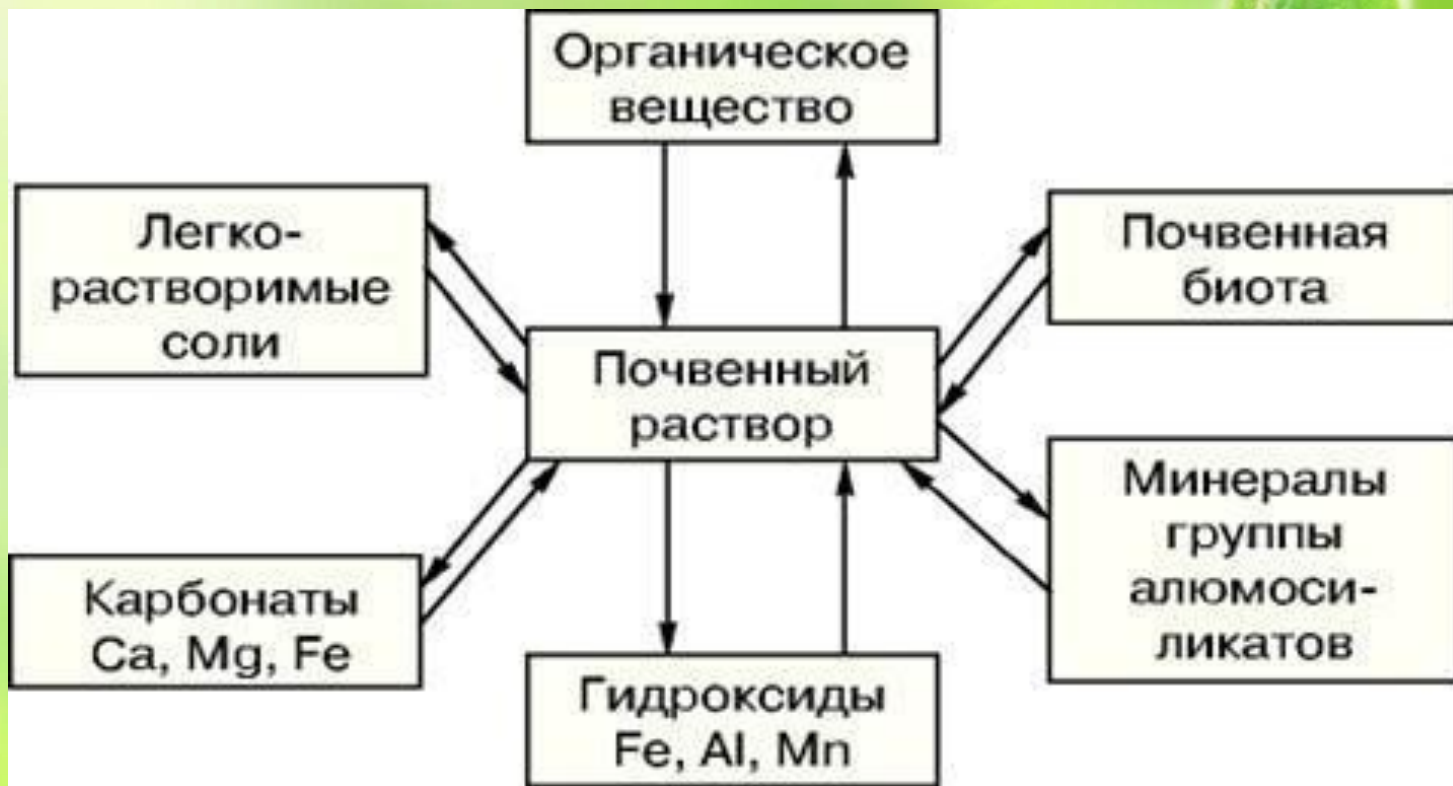 Органическое
вещество
Легко-
растворимые
соли
Почвенная
биота
Почвенный
раствор
Карбонаты
Ca, Mg, Fe
Гидроксиды
Fe, Al, Mn
Минералы
группы
алюмоси-
ликатов